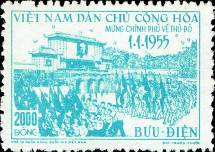 VIỆT NAM DÂN CHỦ CỘNG HÒA
MỪNG CHÍNH PHỦ VỀ THỦ ĐÔ
1.1.1955
2000
ĐỒNG
BƯU-ĐIỆN